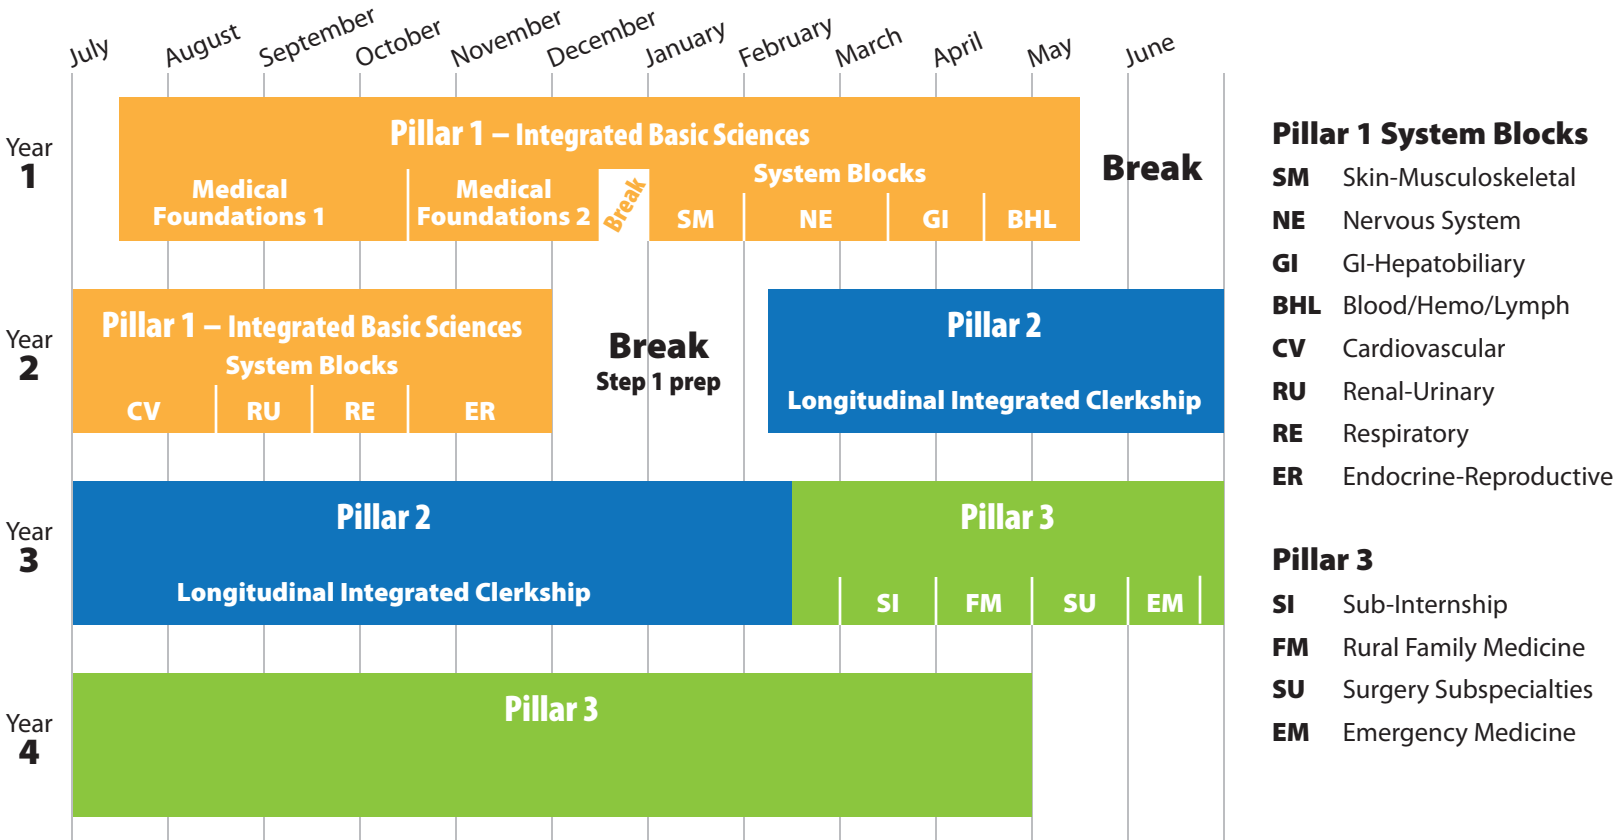 July August September October November December January February March April May June
Year
1
Pillar 1 – Integrated Basic Sciences
System Blocks
Medical
Foundations 1
Medical
Foundations 2
Break
SM NE GI BHL
Break
Year
2
Pillar 1 – Integrated Basic Sciences
System Blocks
CV RU RE ER
Break
Step 1 prep
Pillar 2
Longitudinal Integrated Clerkship
Year
3
Pillar 2
Longitudinal Integrated Clerkship
Pillar 3
SI FM SU EM
Year
4
Pillar 3
Pillar 1 System Blocks
SM Skin-Musculoskeletal
NE Nervous System
GI GI-Hepatobiliary
BHL Blood/Hemo/Lymph
CV Cardiovascular
RU Renal-Urinary
RE Respiratory
ER Endocrine-Reproductive
Pillar 3
SI Sub-Internship
FM Rural Family Medicine
SU Surgery Subspecialties
EM Emergency Medicine